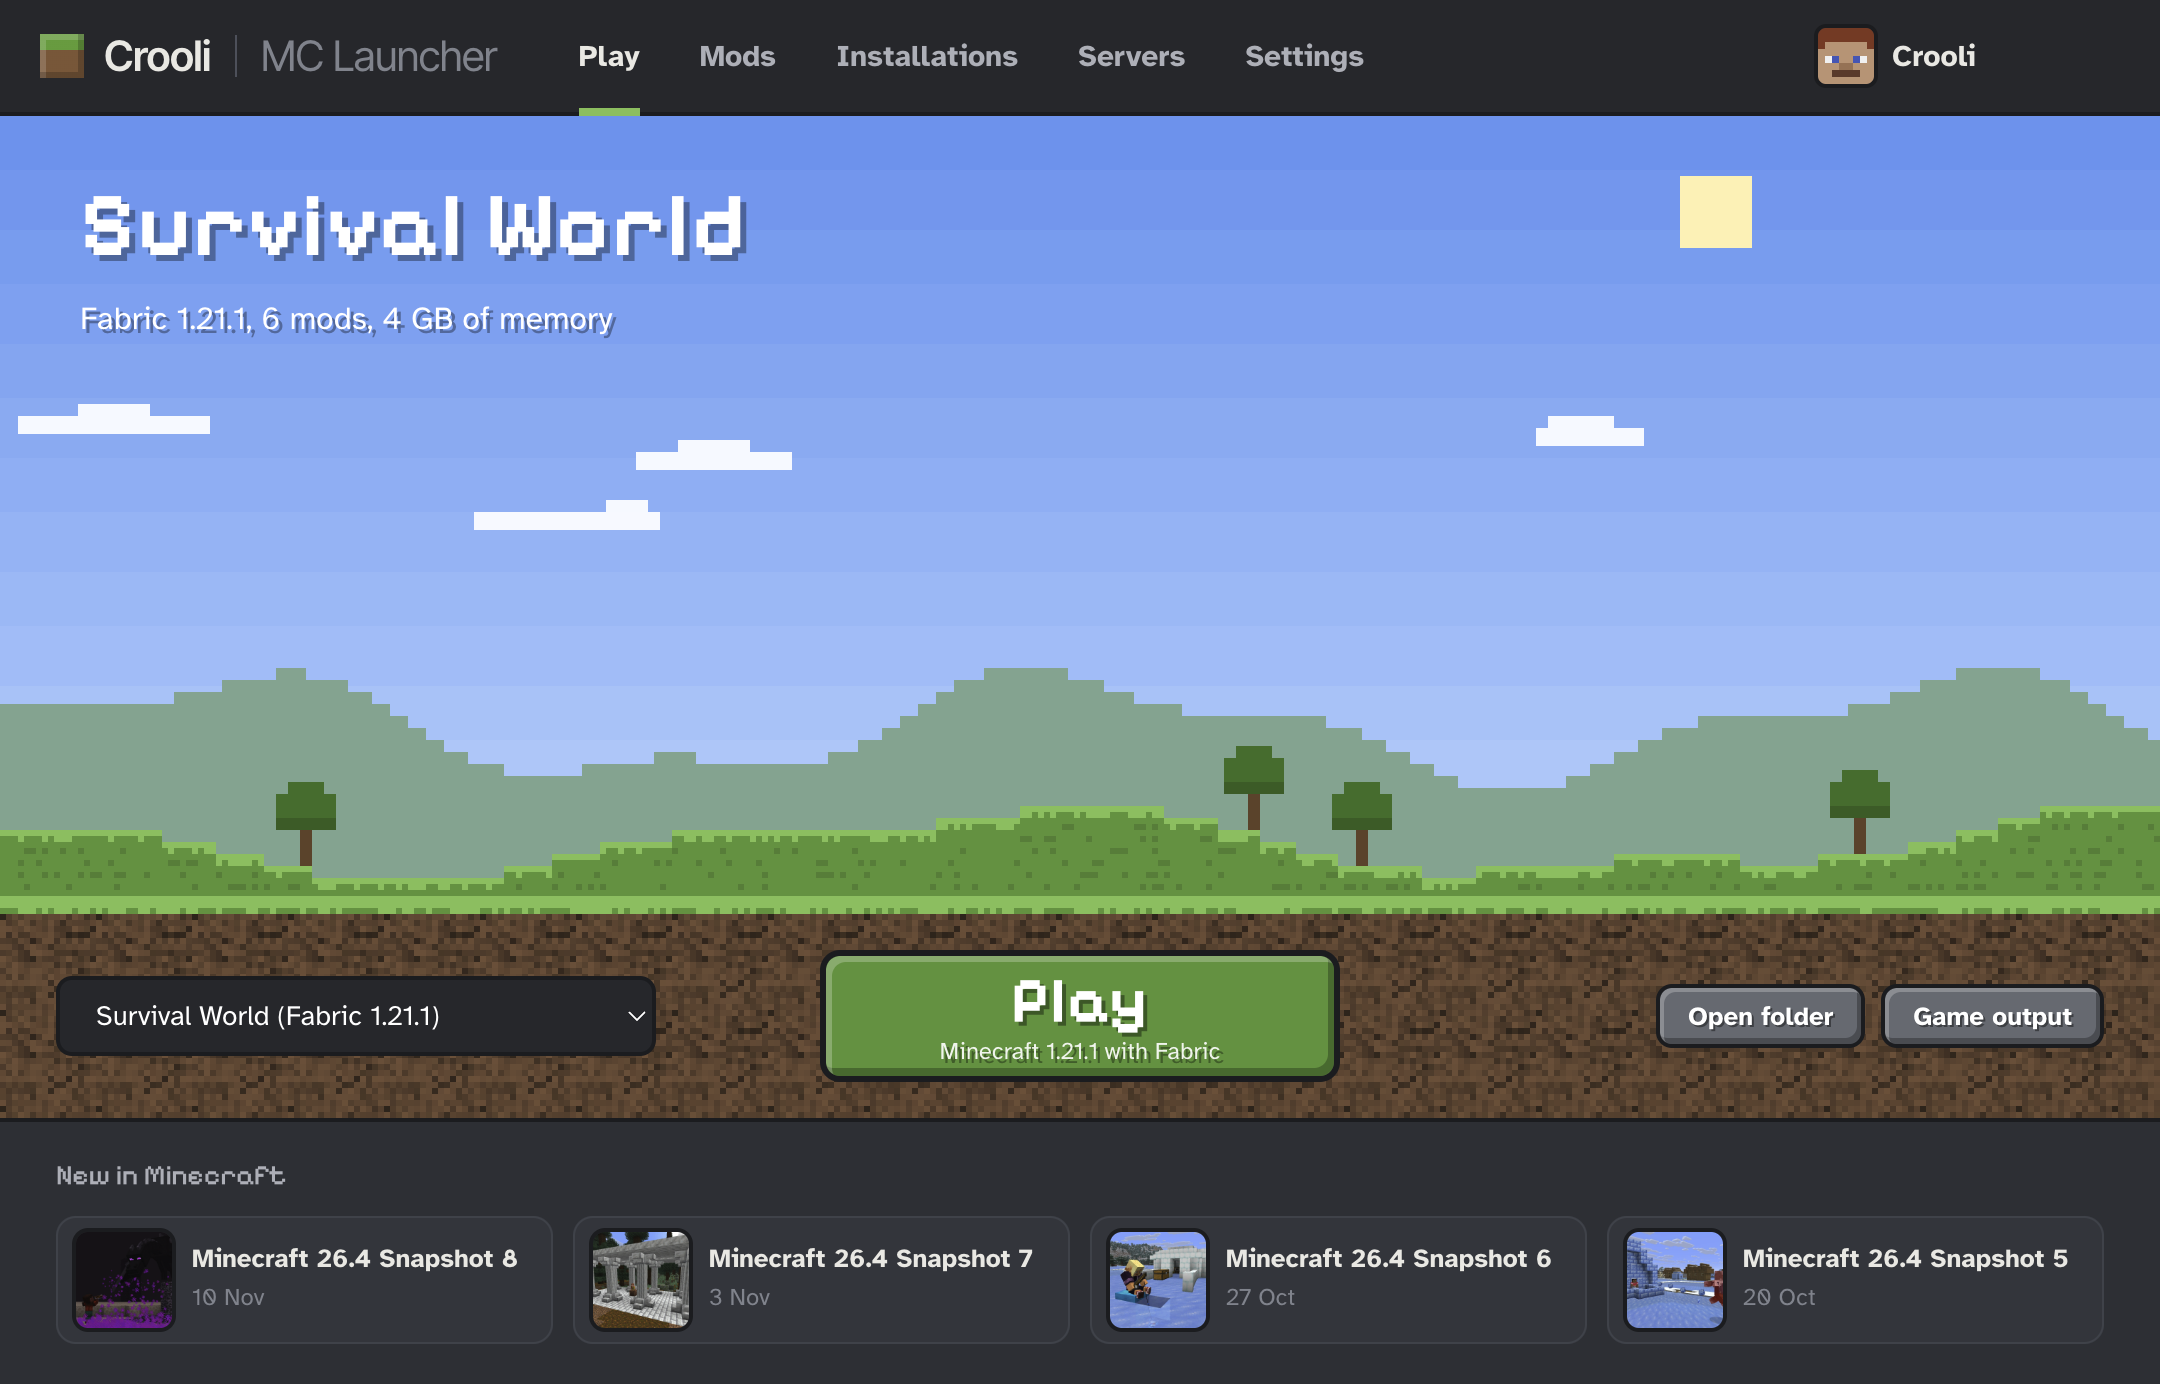 Crooli | MC Launcher
Play
Mods
Installations
Servers
Settings
Crooli
Survival World
Fabric 1.21.1, 6 mods, 4 GB of memory
Survival World (Fabric 1.21.1)
Play
Minecraft 1.21.1 with Fabric
Open folder
Game output
New in Minecraft
Minecraft 26.4 Snapshot 8
10 Nov
Minecraft 26.4 Snapshot 7
3 Nov
Minecraft 26.4 Snapshot 6
27 Oct
Minecraft 26.4 Snapshot 5
20 Oct